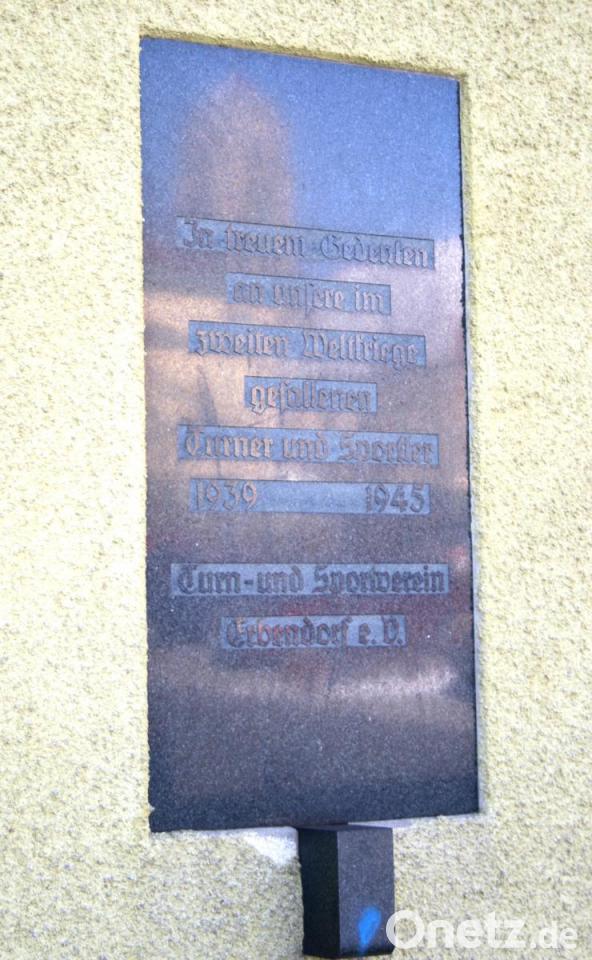 In treuem Gedenken
an unsere im
zweiten Weltkriege
gefallenen
Turner und Sportler
1939 1945
Turn-und Sportverein
Erbendorf e.V.
Onetz.de